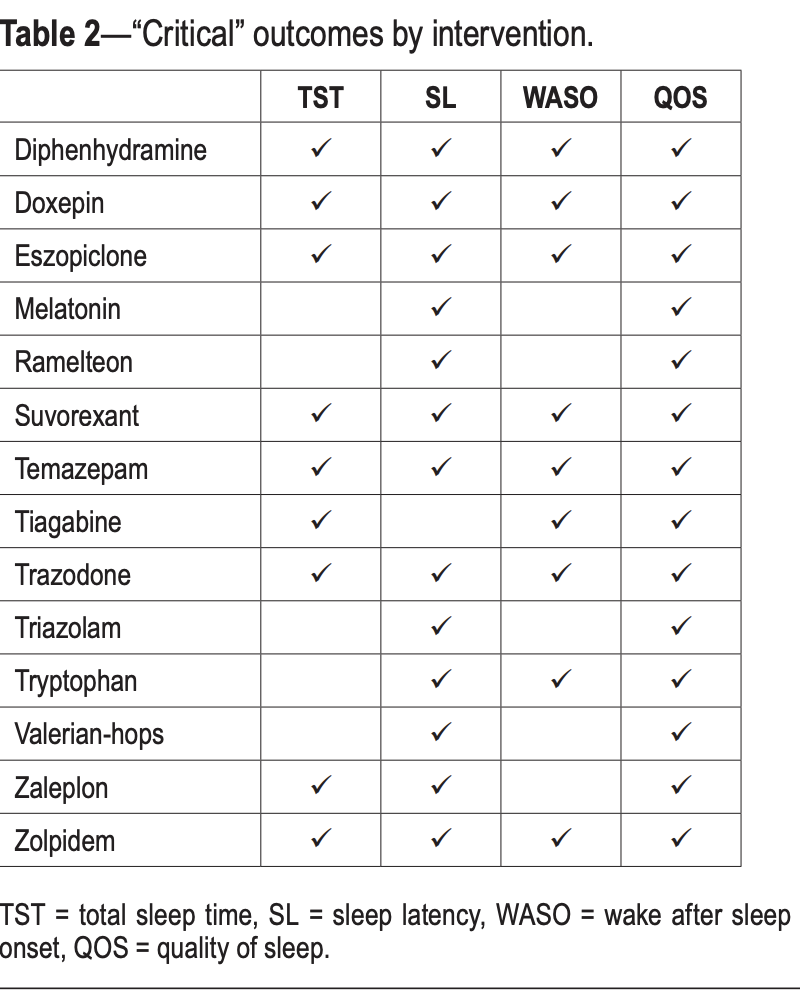 Table 2—“Critical” outcomes by intervention.
TST SL WASO QOS
Diphenhydramine ✓ ✓ ✓ ✓
Doxepin ✓ ✓ ✓ ✓
Eszopiclone ✓ ✓ ✓ ✓
Melatonin ✓ ✓
Ramelteon ✓ ✓
Suvorexant ✓ ✓ ✓ ✓
Temazepam ✓ ✓ ✓ ✓
Tiagabine ✓ ✓ ✓
Trazodone ✓ ✓ ✓ ✓
Triazolam ✓ ✓
Tryptophan ✓ ✓ ✓
Valerian-hops ✓ ✓
Zaleplon ✓ ✓ ✓
Zolpidem ✓ ✓ ✓ ✓
TST = total sleep time, SL = sleep latency, WASO = wake after sleep
onset, QOS = quality of sleep.